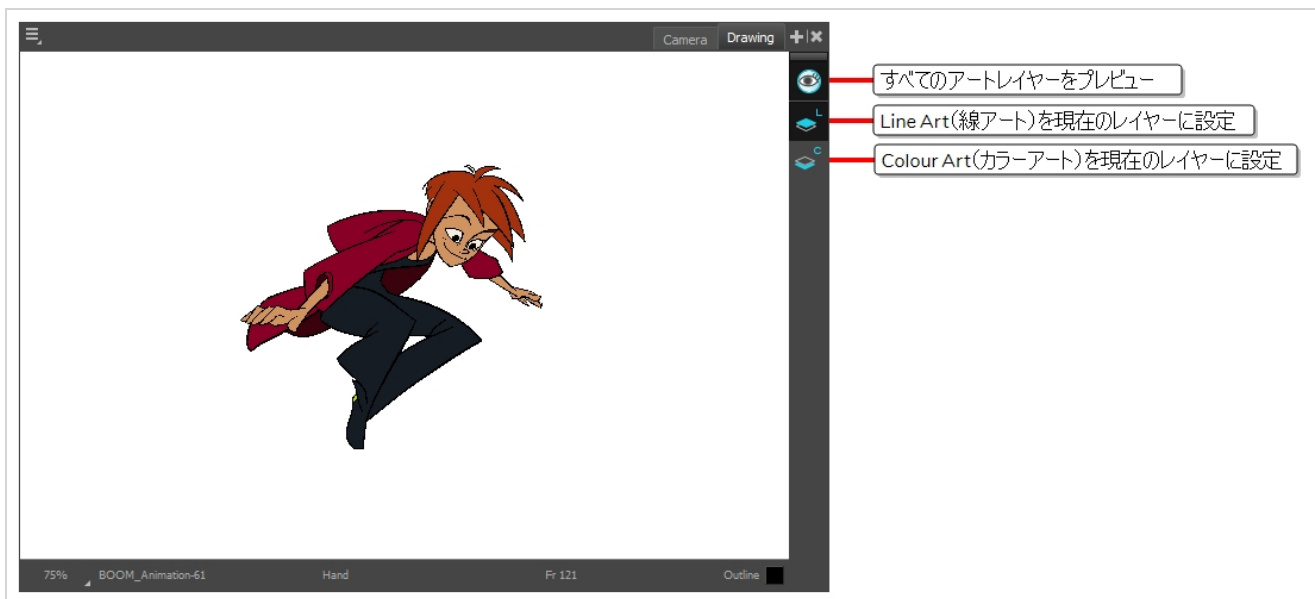 Camera
Drawing
すべてのアートレイヤーをプレビュー
L
Line Art(線アート)を現在のレイヤーに設定
C
Colour Art(カラーアート)を現在のレイヤーに設定
75% BOOM_Animation-61 Hand Fr 121 Outline